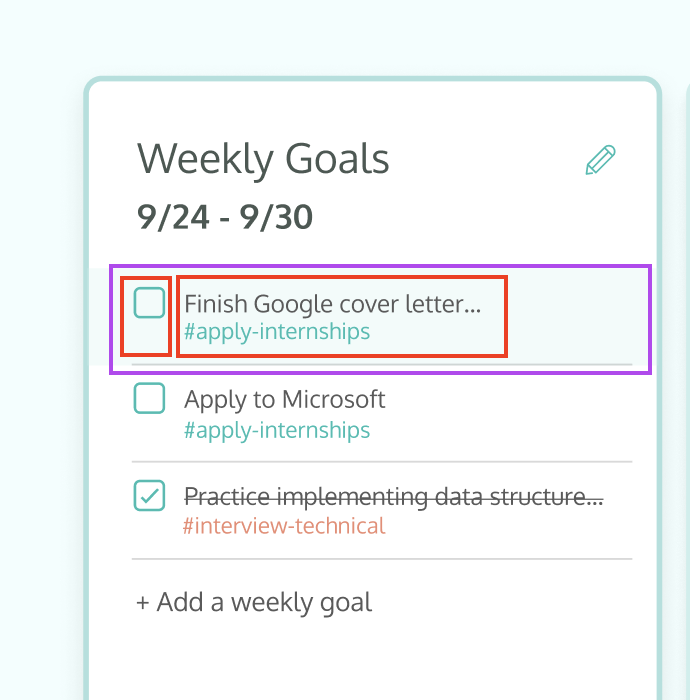 Weekly Goals
9/24 - 9/30
Finish Google cover letter...
#apply-internships
Apply to Microsoft
#apply-internships
Practice implementing data structure...
#interview-technical
+ Add a weekly goal